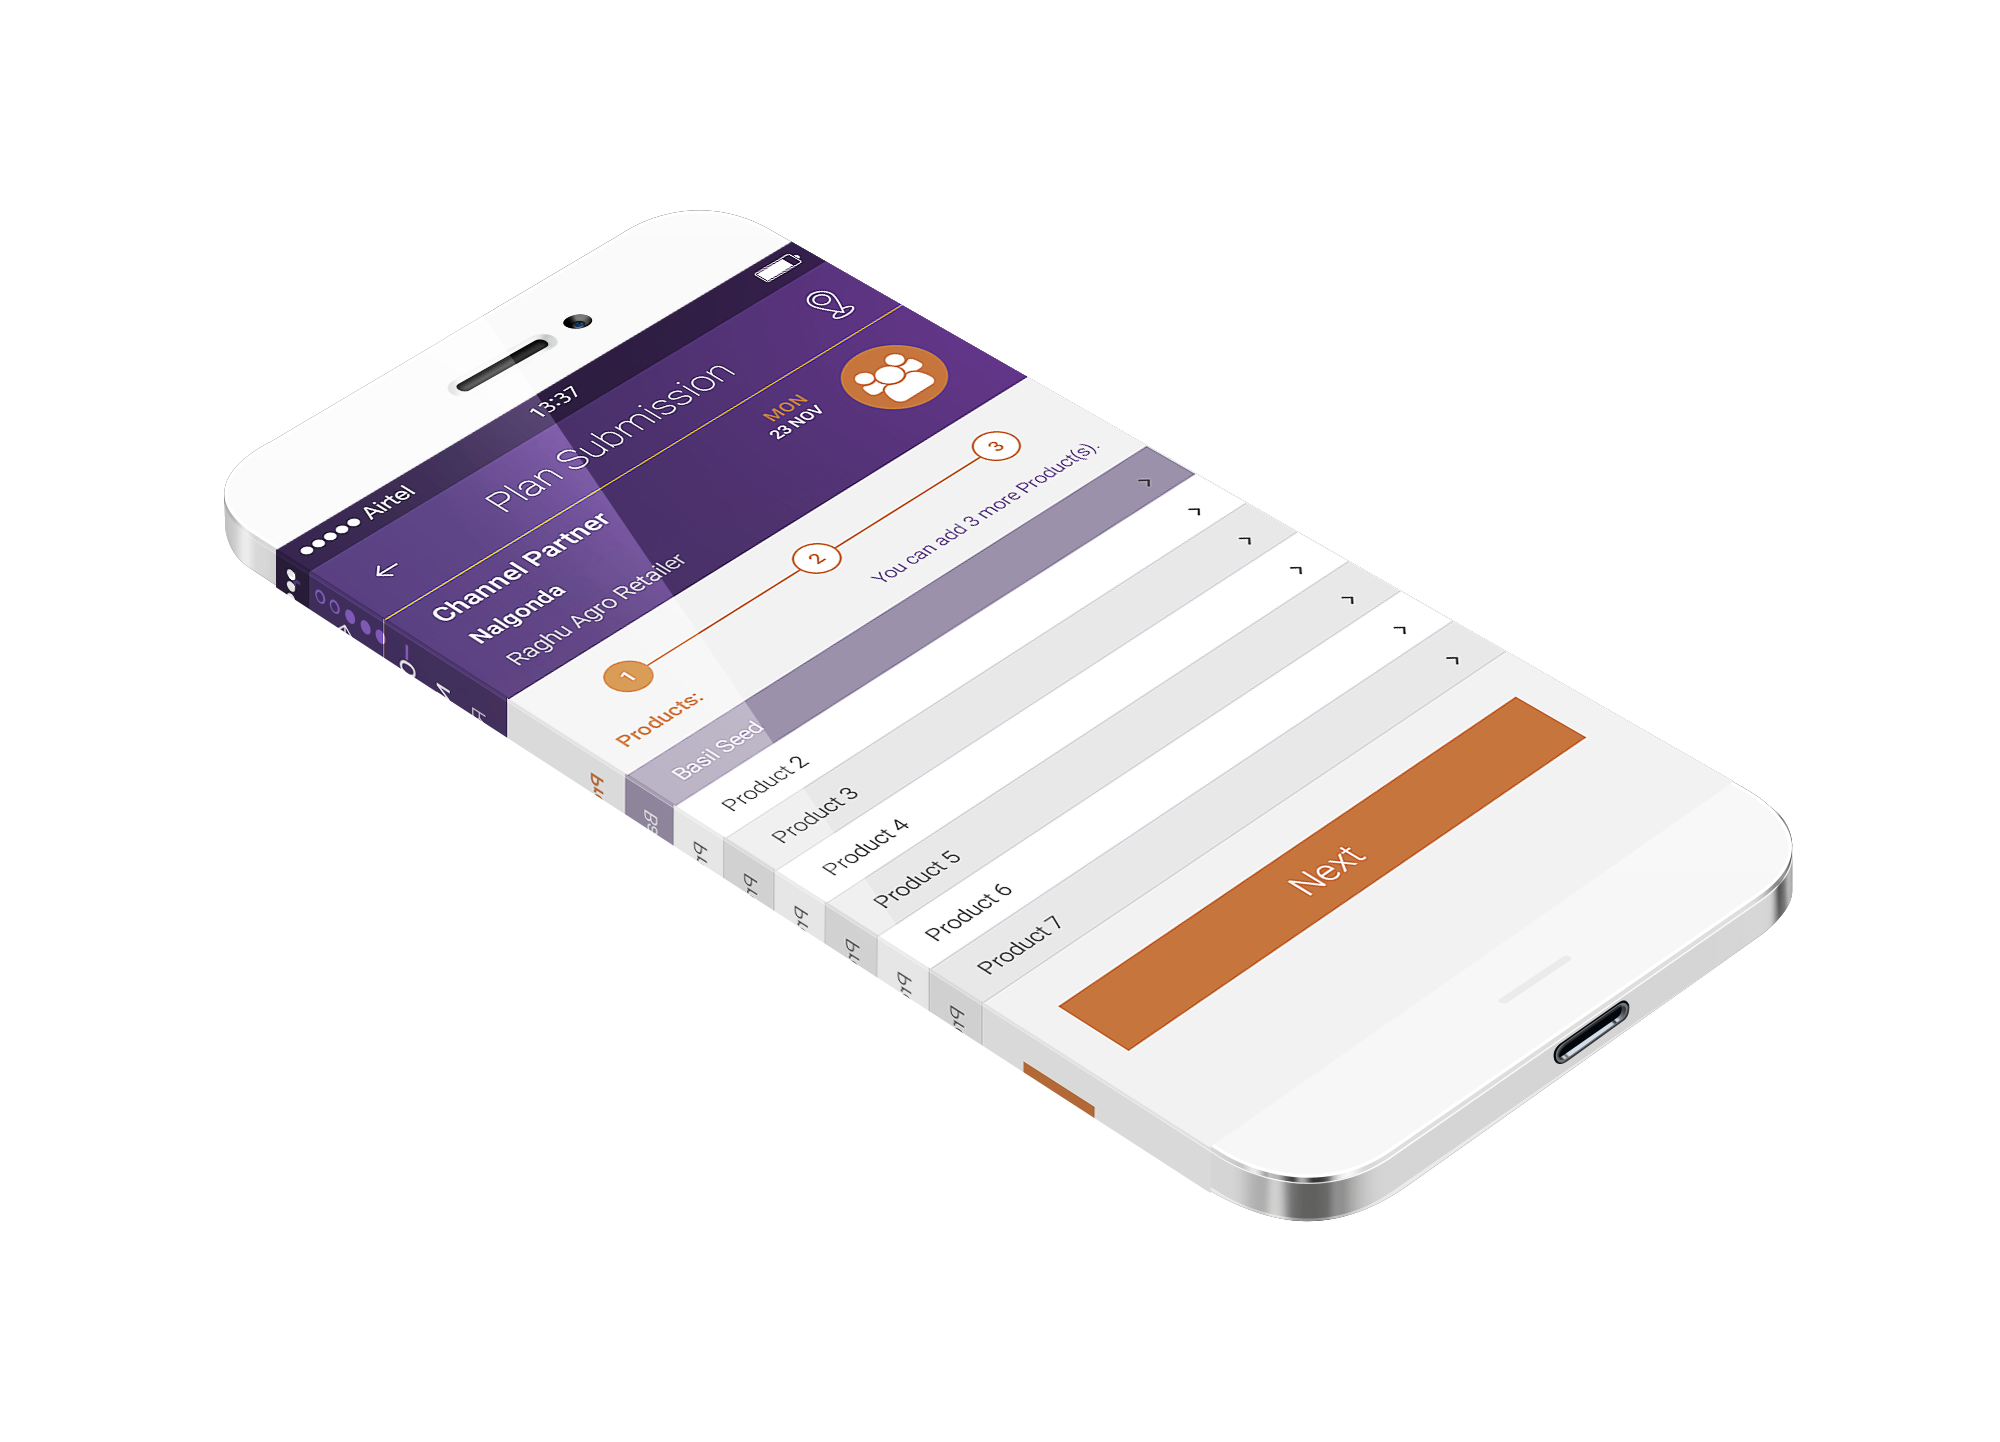 Airtel
13:37
Plan Submission
Channel Partner
Nalgonda
Raghu Agro Retailer
MON
23 NOV
1
2
3
Products:
You can add 3 more Product(s).
Basil Seed
Product 2
Product 3
Product 4
Product 5
Product 6
Product 7
Next